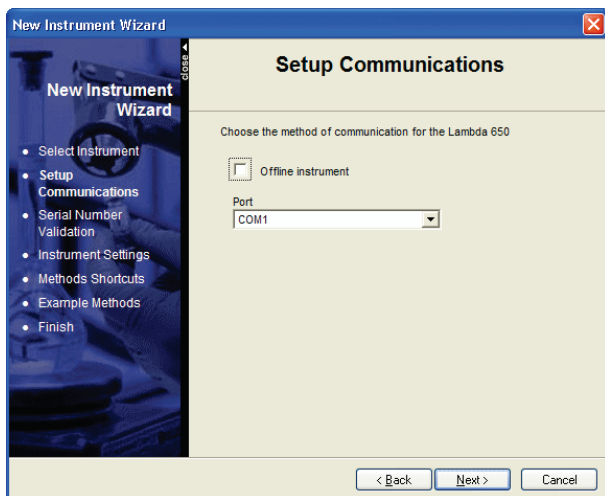 New Instrument Wizard
close
New Instrument
Wizard
Select Instrument
Setup
Communications
Serial Number
Validation
Instrument Settings
Methods Shortcuts
Example Methods
Finish
Setup Communications
Choose the method of communication for the Lambda 650
Offline instrument
Port
COM1
< Back
Next >
Cancel